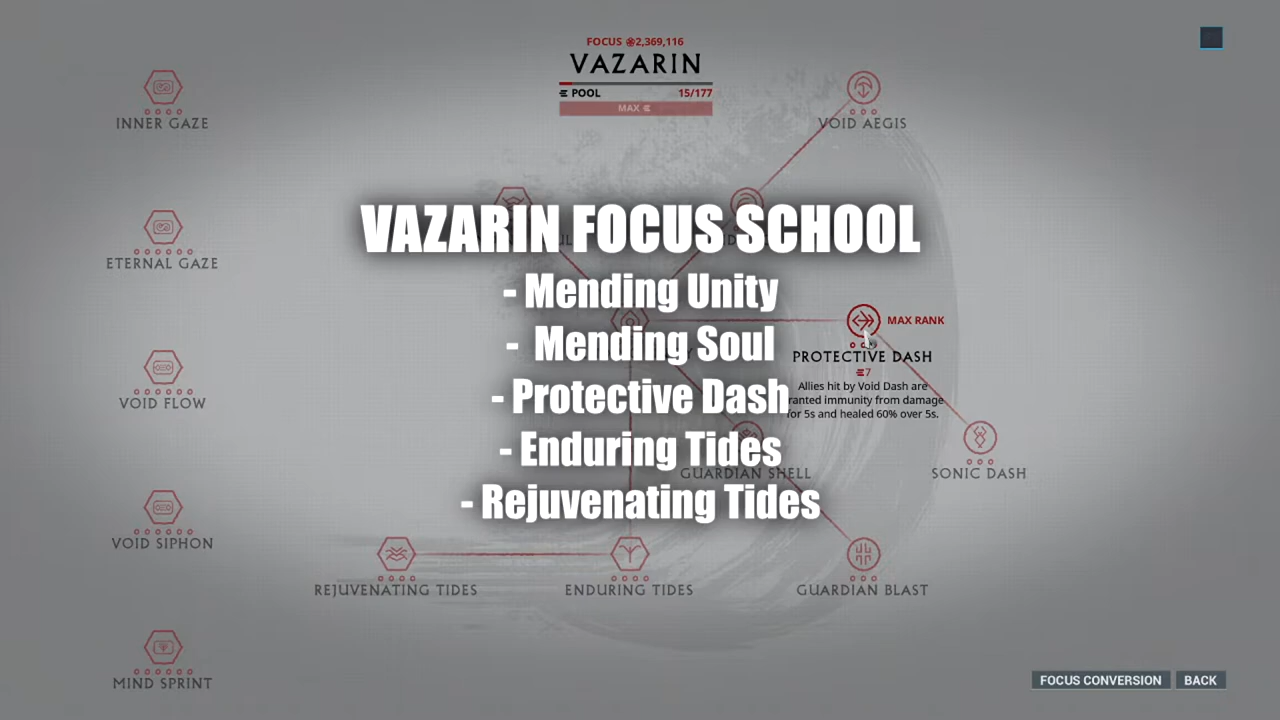 FOCUS 2,369,116
VAZARIN
POOL 15/177
MAX
INNER GAZE
VOID AEGIS
VAZARIN FOCUS SCHOOL
ETERNAL GAZE
- Mending Unity
- Mending Soul
- Protective Dash
- Enduring Tides
- Rejuvenating Tides
MAX RANK
PROTECTIVE DASH
7
Allies hit by Void Dash are
immunity from damage
for 5s and healed 60% over 5s.
VOID FLOW
GUARDIAN SHELL
SONIC DASH
VOID SIPHON
REJUVENATING TIDES
ENDURING TIDES
GUARDIAN BLAST
MIND SPRINT
FOCUS CONVERSION
BACK